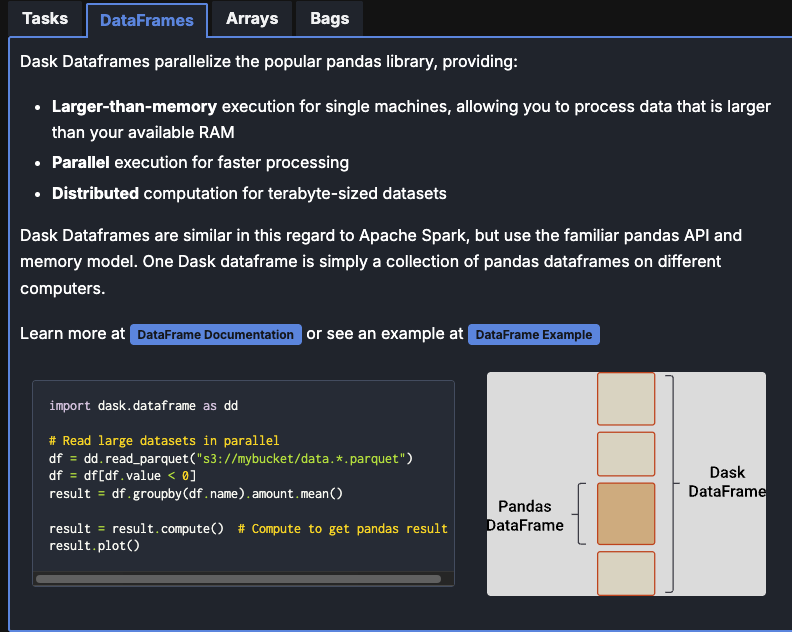 Tasks DataFrames Arrays Bags
Dask Dataframes parallelize the popular pandas library, providing:
• Larger-than-memory execution for single machines, allowing you to process data that is larger
than your available RAM
• Parallel execution for faster processing
• Distributed computation for terabyte-sized datasets
Dask Dataframes are similar in this regard to Apache Spark, but use the familiar pandas API and
memory model. One Dask dataframe is simply a collection of pandas dataframes on different
computers.
Learn more at DataFrame Documentation or see an example at DataFrame Example
import dask.dataframe as dd
# Read large datasets in parallel
df = dd.read_parquet("s3://mybucket/data.*.parquet")
df = df[df.value < 0]
result = df.groupby(df.name).amount.mean()
result = result.compute()  # Compute to get pandas result
result.plot()
Pandas
DataFrame
Dask
DataFrame